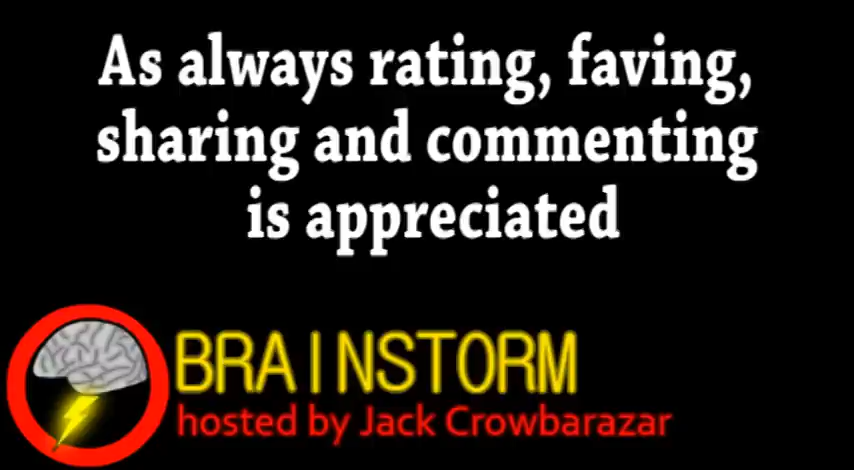 As always rating, faving,
sharing and commenting
is appreciated
BRAINSTORM
hosted by Jack Crowbarazar